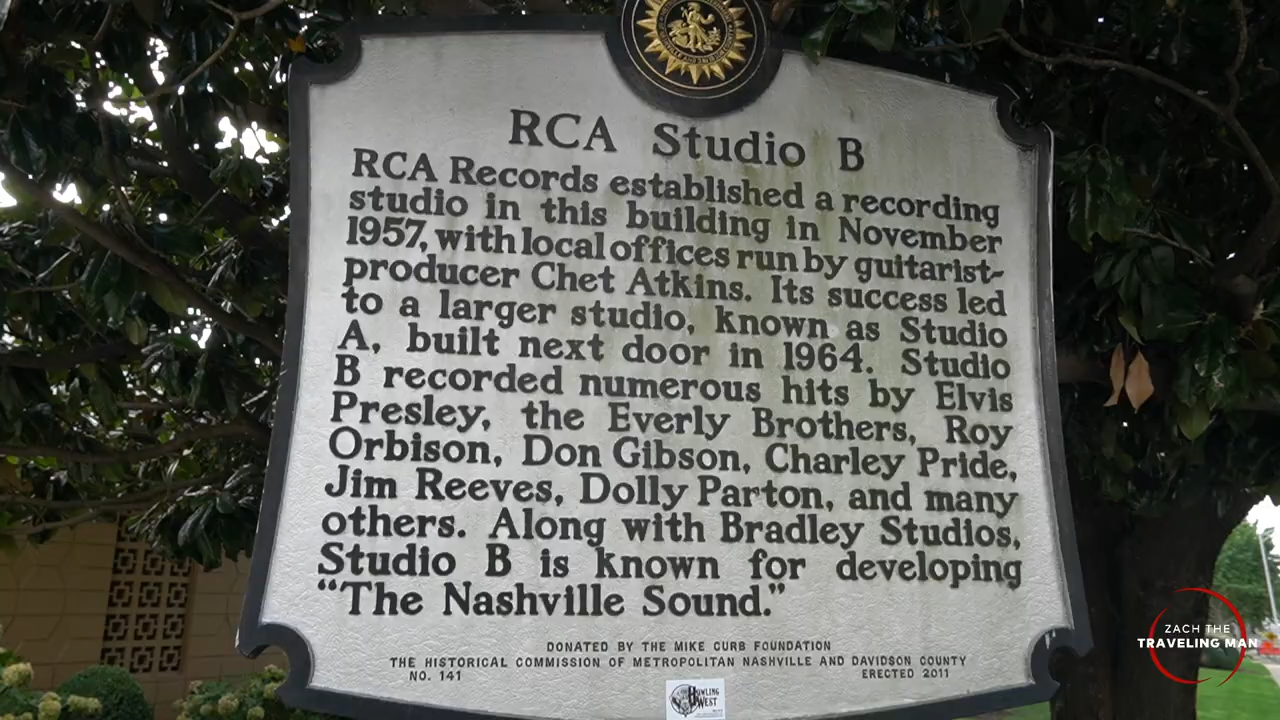 RCA Studio B
RCA Records established a recording
studio in this building in November
1957, with local offices run by guitarist-
producer Chet Atkins. Its success led
to a larger studio, known as Studio
A, built next door in 1964. Studio
B recorded numerous hits by Elvis
Presley, the Everly Brothers, Roy
Orbison, Don Gibson, Charley Pride,
Jim Reeves, Dolly Parton, and many
others. Along with Bradley Studios,
Studio B is known for developing
“The Nashville Sound.”
DONATED BY THE MIKE CURB FOUNDATION
THE HISTORICAL COMMISSION OF METROPOLITAN NASHVILLE AND DAVIDSON COUNTY
NO. 141 ERECTED 2011
HOWLING WEST
ZACH THE
TRAVELING MAN